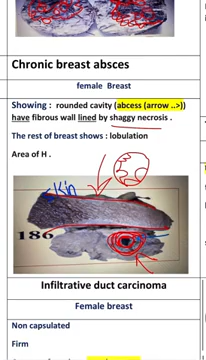 Chronic breast absces
female Breast
Showing: rounded cavity (abcess (arrow ..>))
have fibrous wall lined by shaggy necrosis .
The rest of breast shows : lobulation
Area of H .
Skin
186
Infiltrative duct carcinoma
Female breast
Non capsulated
Firm